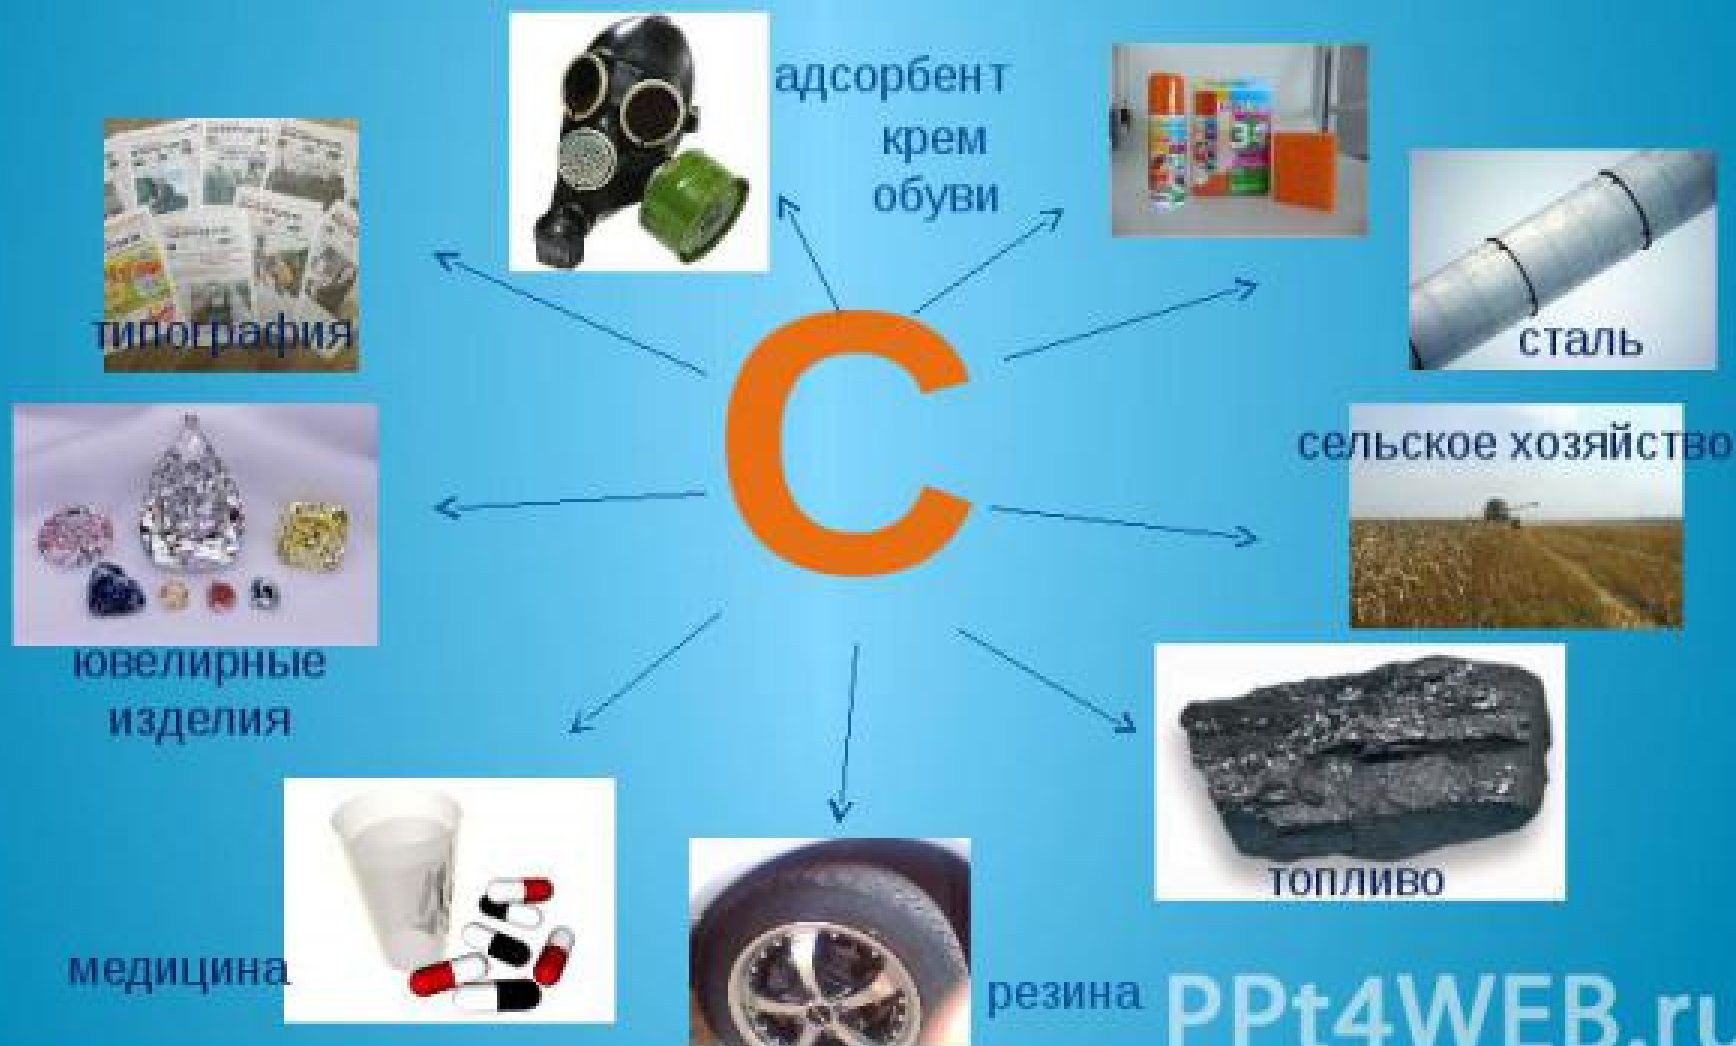 адсорбент
крем
обуви
типография
сталь
С
сельское хозяйство
ювелирные
изделия
топливо
медицина
резина
PPt4WEB.ru